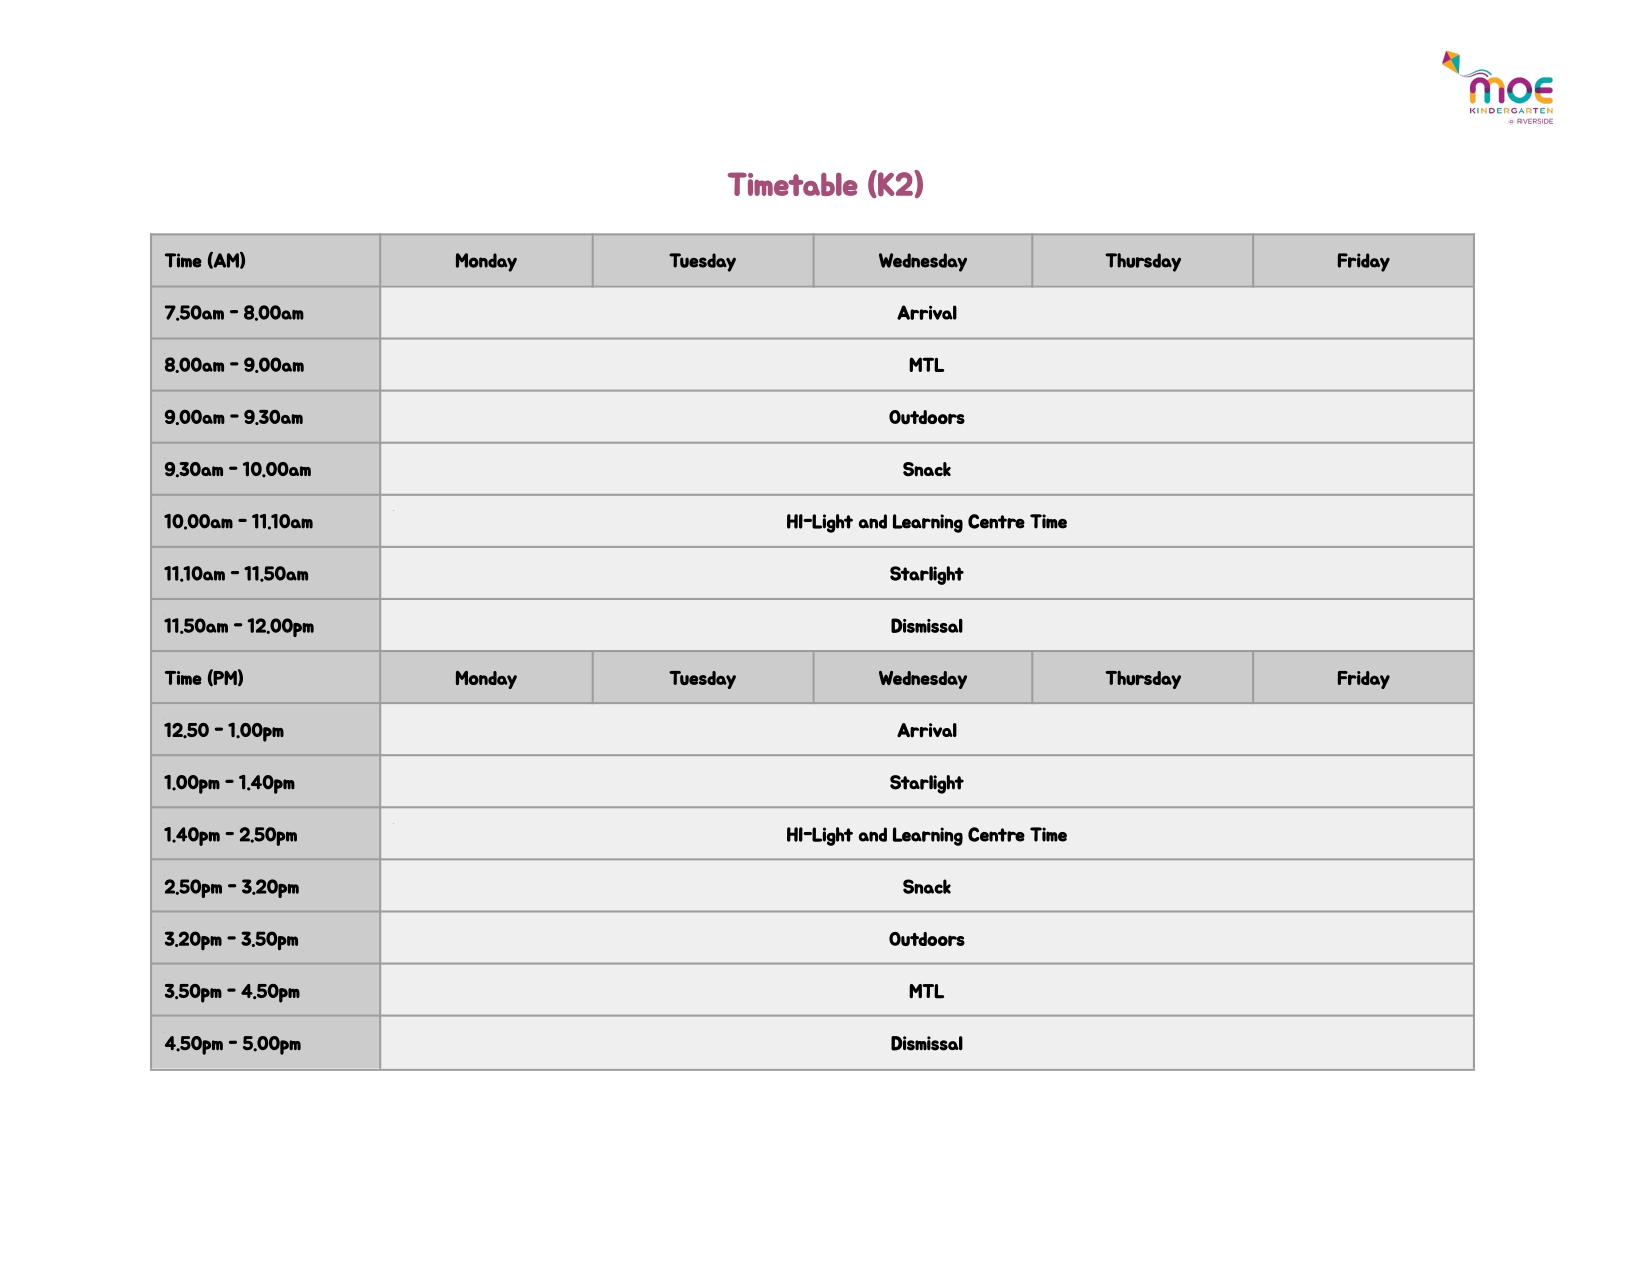 moe
KINDERGARTEN
@ RIVERSIDE
Timetable (K2)
Time (AM) Monday Tuesday Wednesday Thursday Friday
7.50am - 8.00am Arrival
8.00am - 9.00am MTL
9.00am - 9.30am Outdoors
9.30am - 10.00am Snack
10.00am - 11.10am HI-Light and Learning Centre Time
11.10am - 11.50am Starlight
11.50am - 12.00pm Dismissal
Time (PM) Monday Tuesday Wednesday Thursday Friday
12.50 - 1.00pm Arrival
1.00pm - 1.40pm Starlight
1.40pm - 2.50pm HI-Light and Learning Centre Time
2.50pm - 3.20pm Snack
3.20pm - 3.50pm Outdoors
3.50pm - 4.50pm MTL
4.50pm - 5.00pm Dismissal